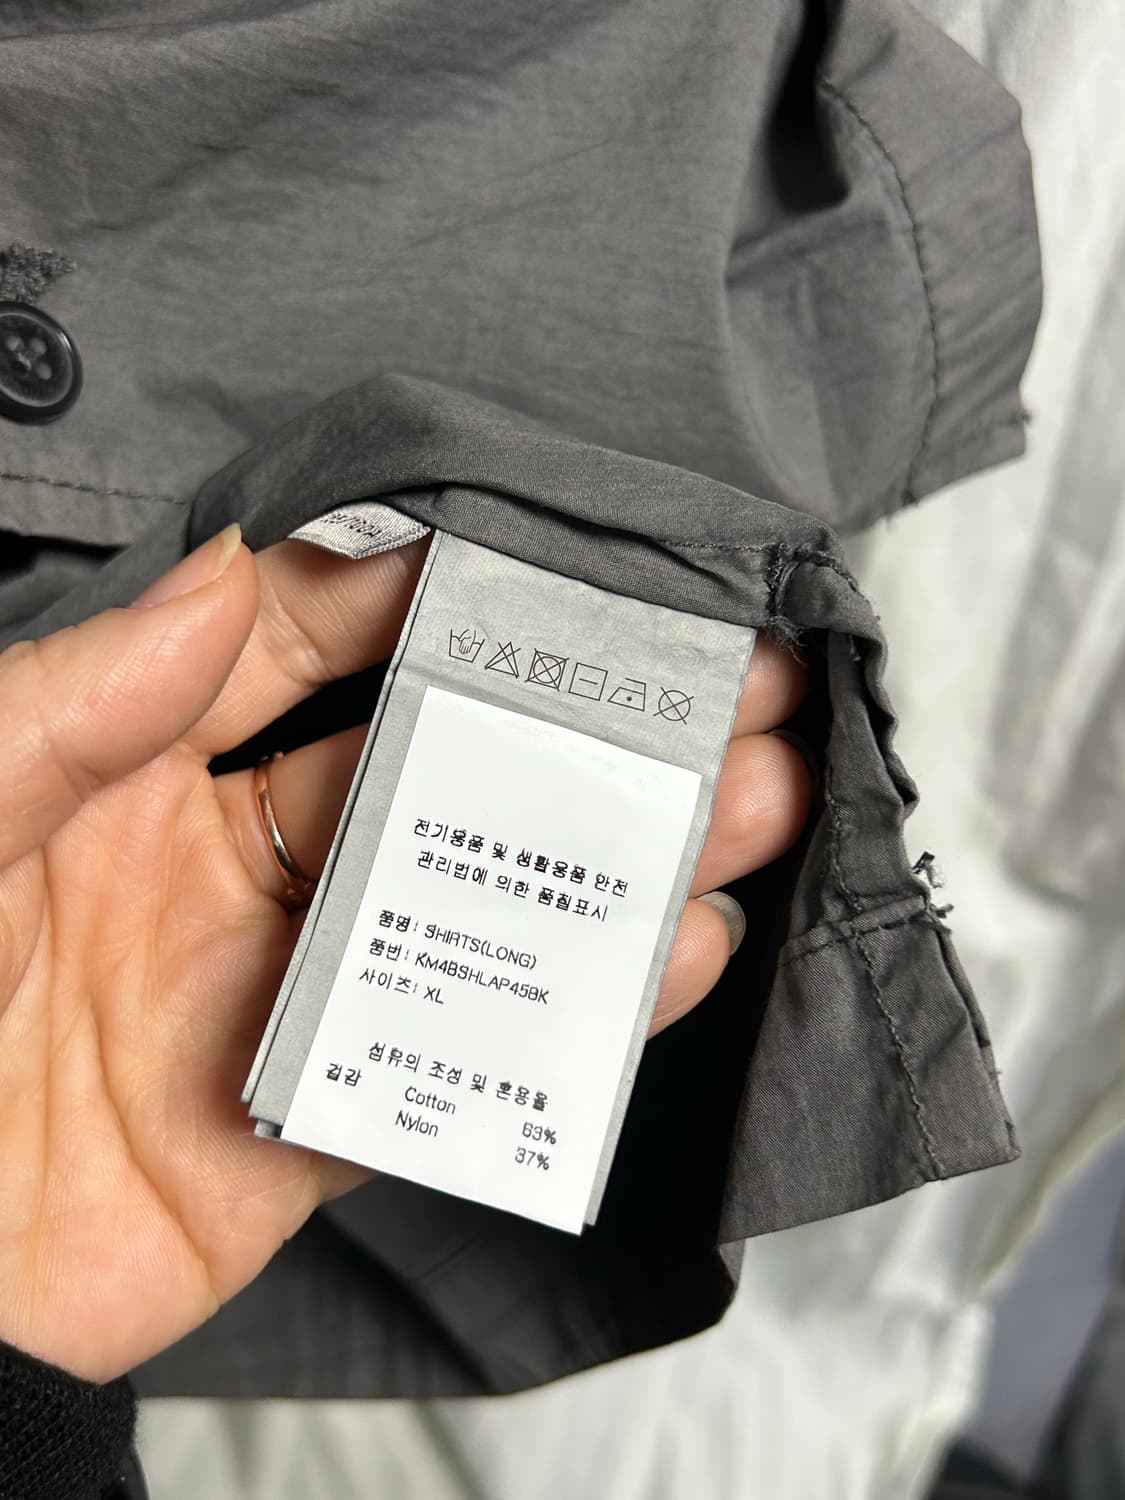 전기용품 및 생활용품 안전
관리법에 의한 품질표시
품명: SHIRTS(LONG)
품번: KM4BSHLAP45BK
사이즈: XL
섬유의 조성 및 혼용율
겉감
Cotton 63%
Nylon 37%